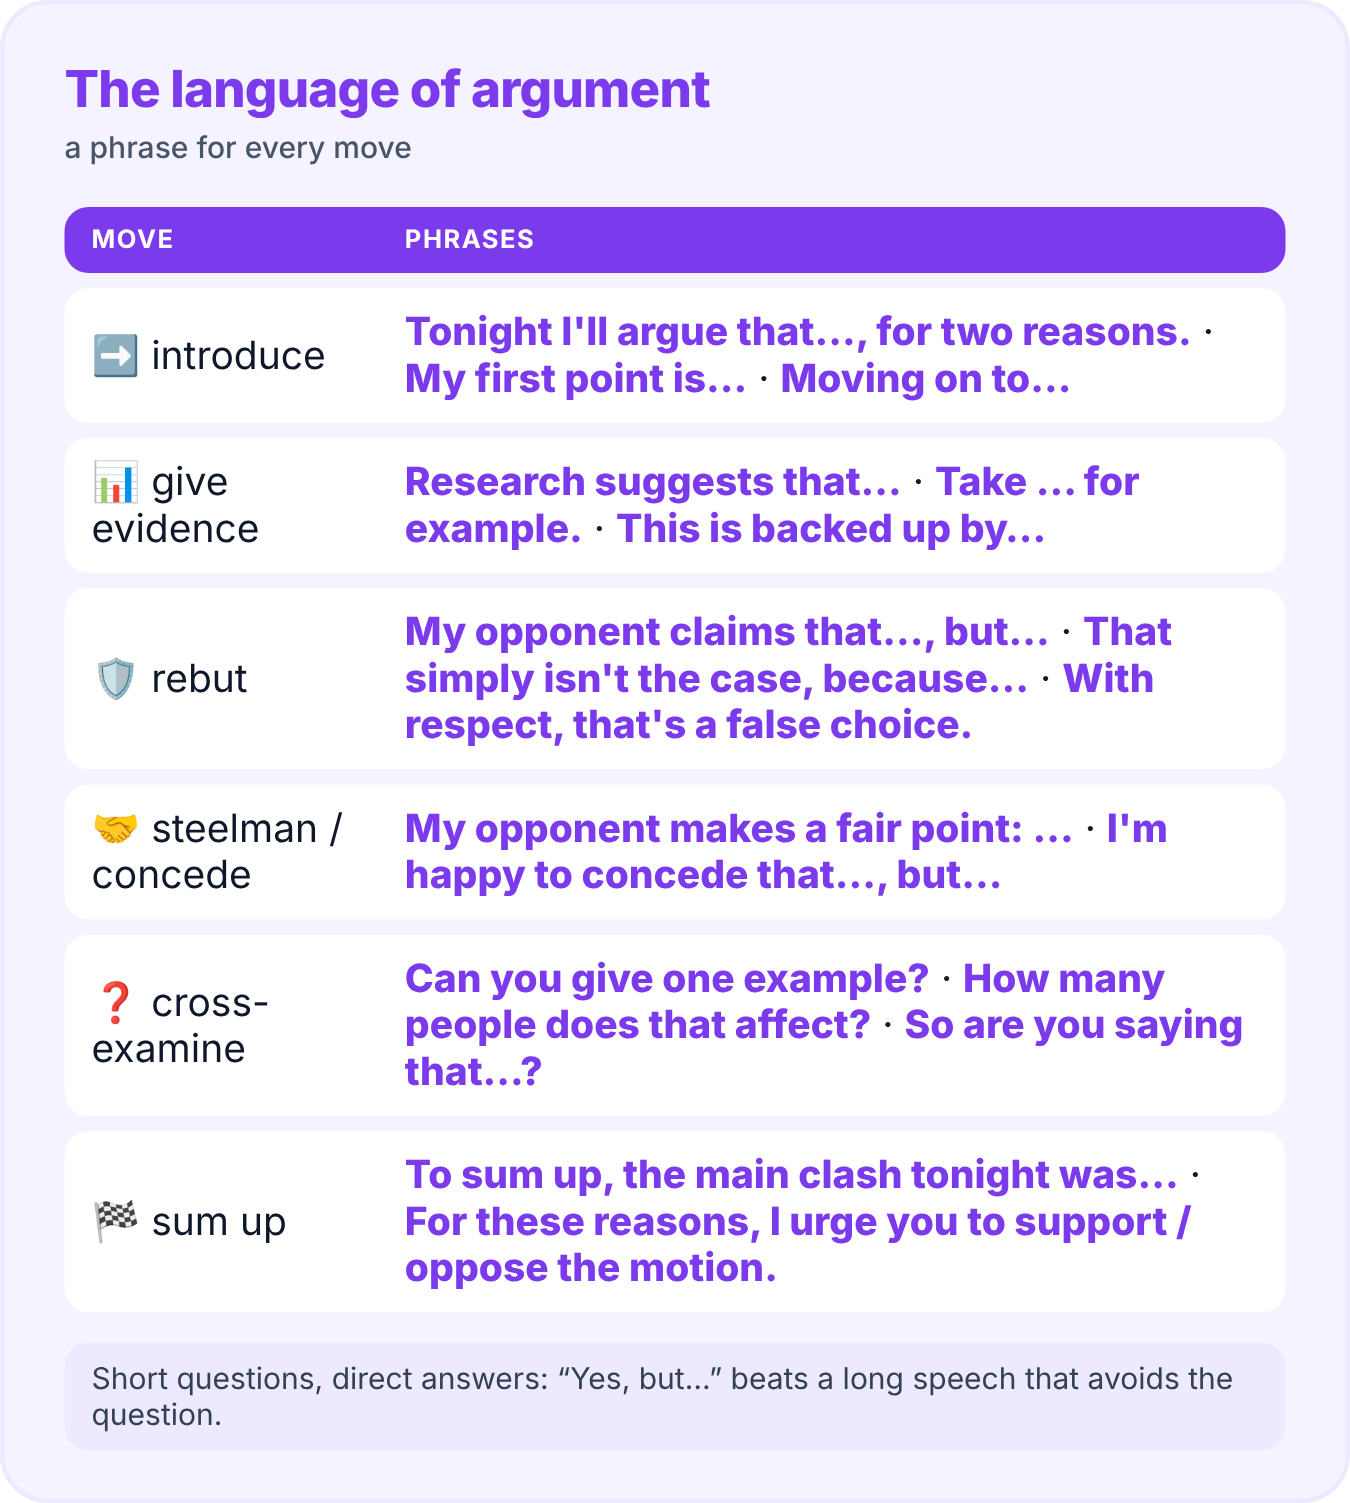 The language of argument
a phrase for every move
MOVE PHRASES
➡️ introduce
Tonight I'll argue that…, for two reasons. ·
My first point is… · Moving on to…
📊 give
evidence
Research suggests that… · Take … for
example. · This is backed up by…
🛡️ rebut
My opponent claims that…, but… · That
simply isn't the case, because… · With
respect, that's a false choice.
🤝 steelman /
concede
My opponent makes a fair point: … · I'm
happy to concede that…, but…
❓ cross-
examine
Can you give one example? · How many
people does that affect? · So are you saying
that…?
🏁 sum up
To sum up, the main clash tonight was… ·
For these reasons, I urge you to support /
oppose the motion.
Short questions, direct answers: “Yes, but…” beats a long speech that avoids the
question.